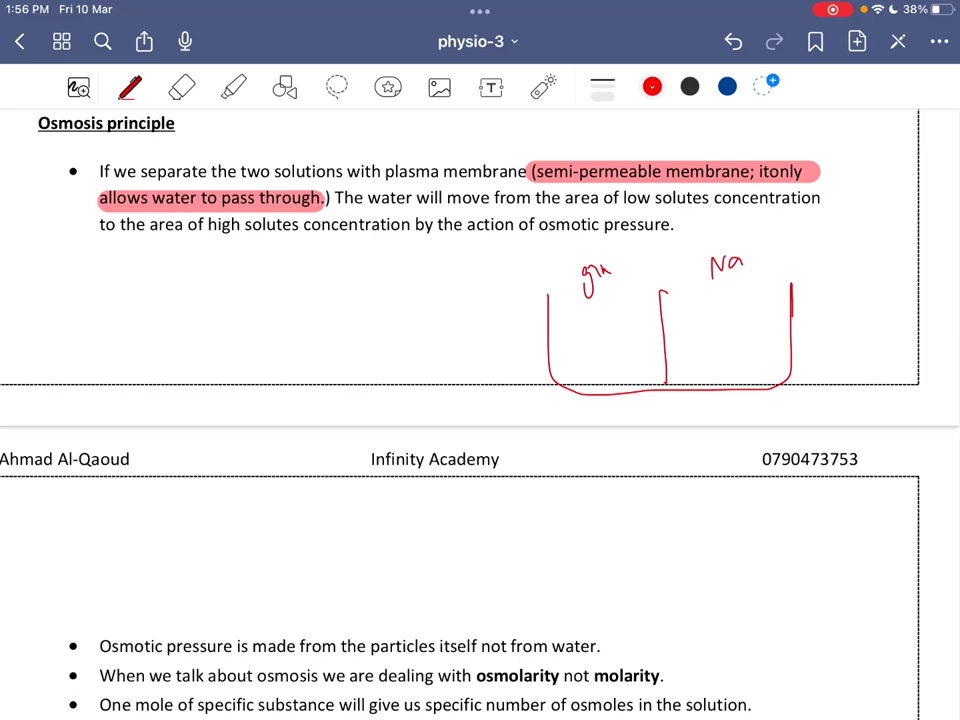 1:56 PM Fri 10 Mar
38%
physio-3
T
Osmosis principle
• If we separate the two solutions with plasma membrane (semi-permeable membrane; itonly
allows water to pass through.) The water will move from the area of low solutes concentration
to the area of high solutes concentration by the action of osmotic pressure.
Na
Ahmad Al-Qaoud Infinity Academy 0790473753
• Osmotic pressure is made from the particles itself not from water.
• When we talk about osmosis we are dealing with osmolarity not molarity.
• One mole of specific substance will give us specific number of osmoles in the solution.